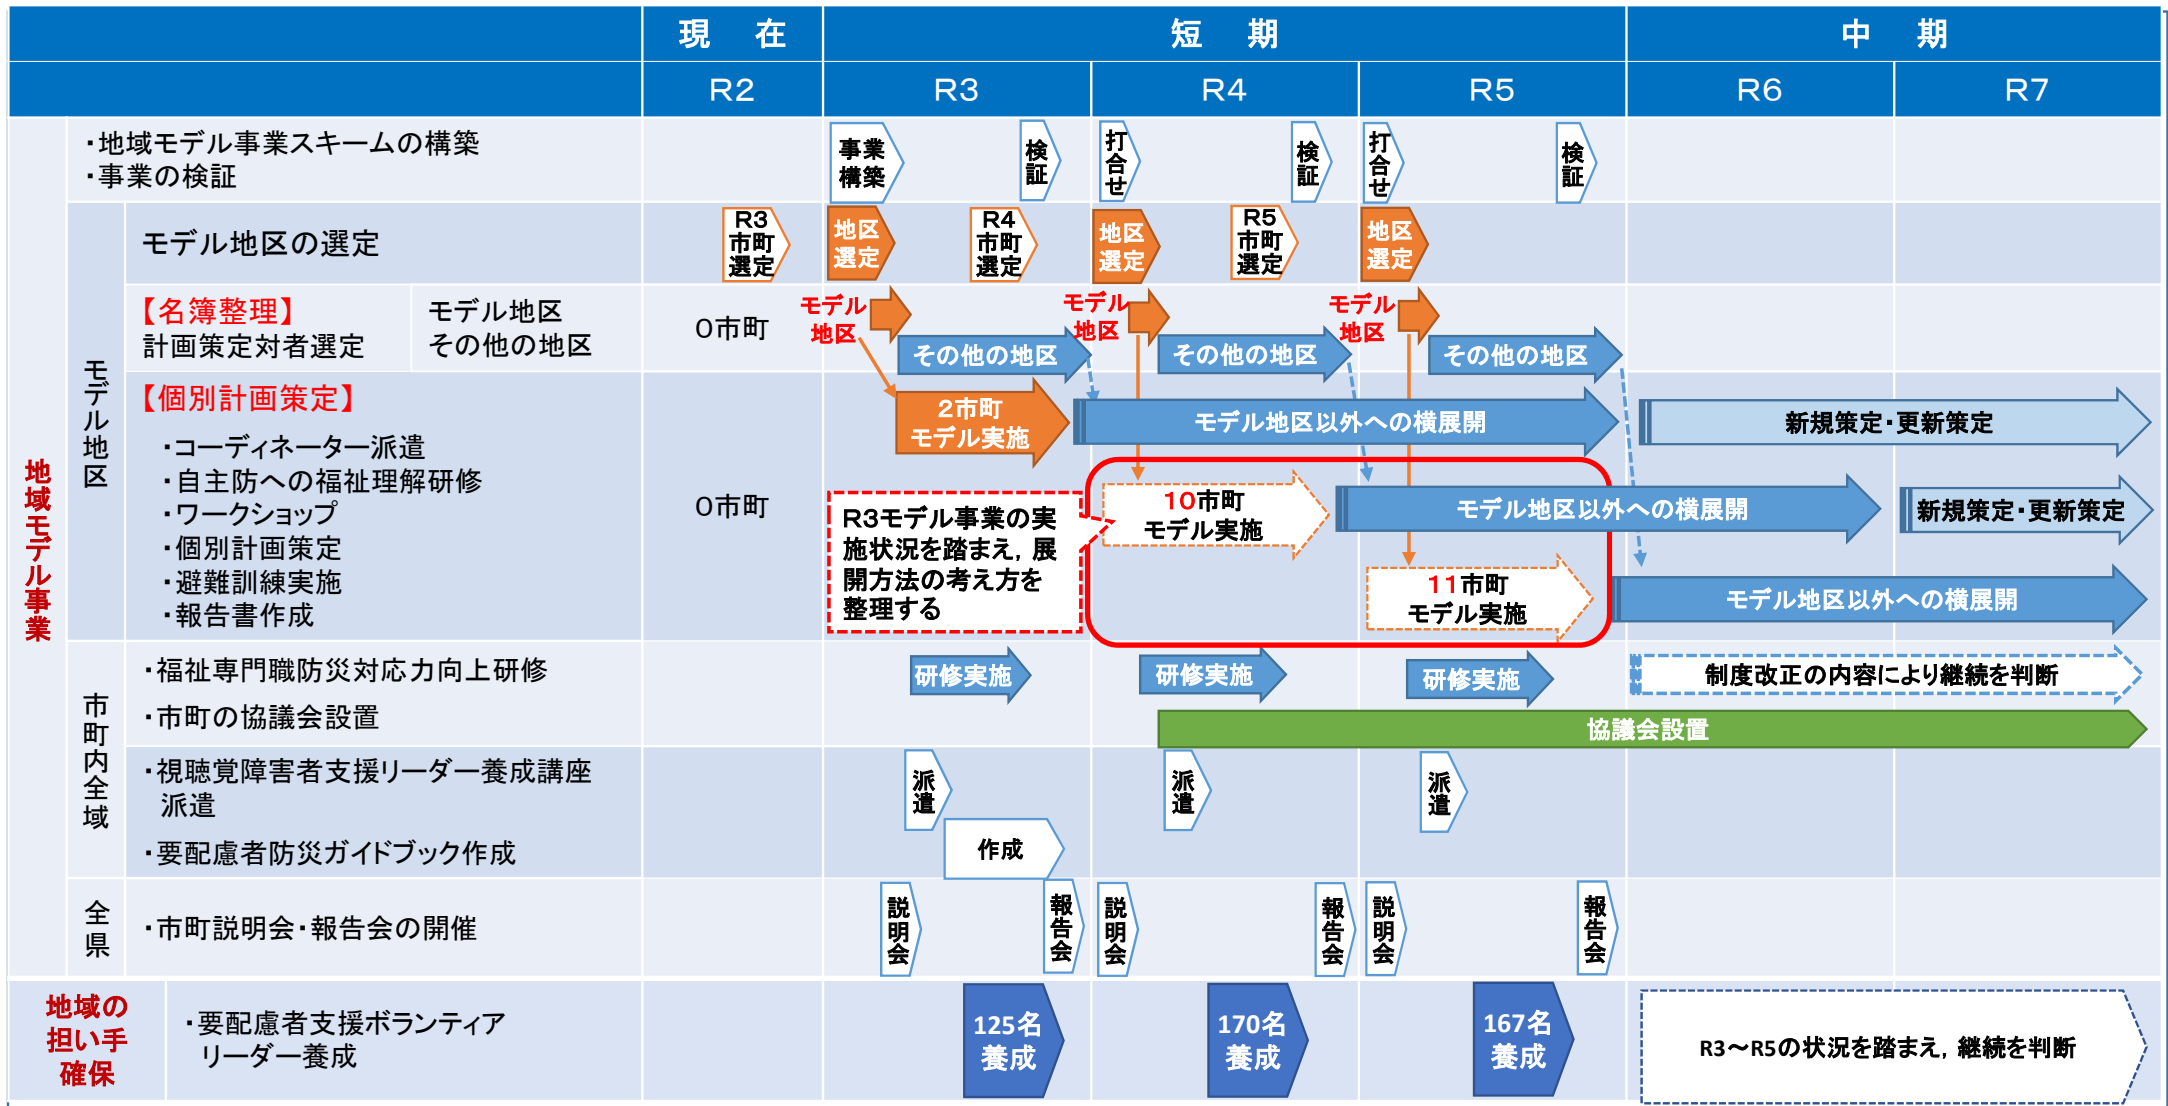 現　在
短　期
中　期
R2
R3
R4
R5
R6
R7
地域モデル事業
・地域モデル事業スキームの構築
・事業の検証
事業
構築
検証
打合せ
検証
打合せ
検証
モデル地区
モデル地区の選定
R3
市町
選定
地区
選定
R4
市町
選定
地区
選定
R5
市町
選定
地区
選定
【名簿整理】
計画策定対者選定
モデル地区
その他の地区
0市町
モデル
地区
その他の地区
モデル
地区
その他の地区
モデル
地区
その他の地区
【個別計画策定】
・コーディネーター派遣
・自主防への福祉理解研修
・ワークショップ
・個別計画策定
・避難訓練実施
・報告書作成
0市町
2市町
モデル実施
モデル地区以外への横展開
新規策定・更新策定
R3モデル事業の実
施状況を踏まえ，展
開方法の考え方を
整理する
10市町
モデル実施
モデル地区以外への横展開
新規策定・更新策定
11市町
モデル実施
モデル地区以外への横展開
市町内全域
・福祉専門職防災対応力向上研修
・市町の協議会設置
研修実施
研修実施
研修実施
制度改正の内容により継続を判断
協議会設置
・視聴覚障害者支援リーダー養成講座
派遣
・要配慮者防災ガイドブック作成
派遣
作成
派遣
派遣
全県
・市町説明会・報告会の開催
説明会
報告会
説明会
報告会
説明会
報告会
地域の
担い手
確保
・要配慮者支援ボランティア
リーダー養成
125名
養成
170名
養成
167名
養成
R3～R5の状況を踏まえ，継続を判断